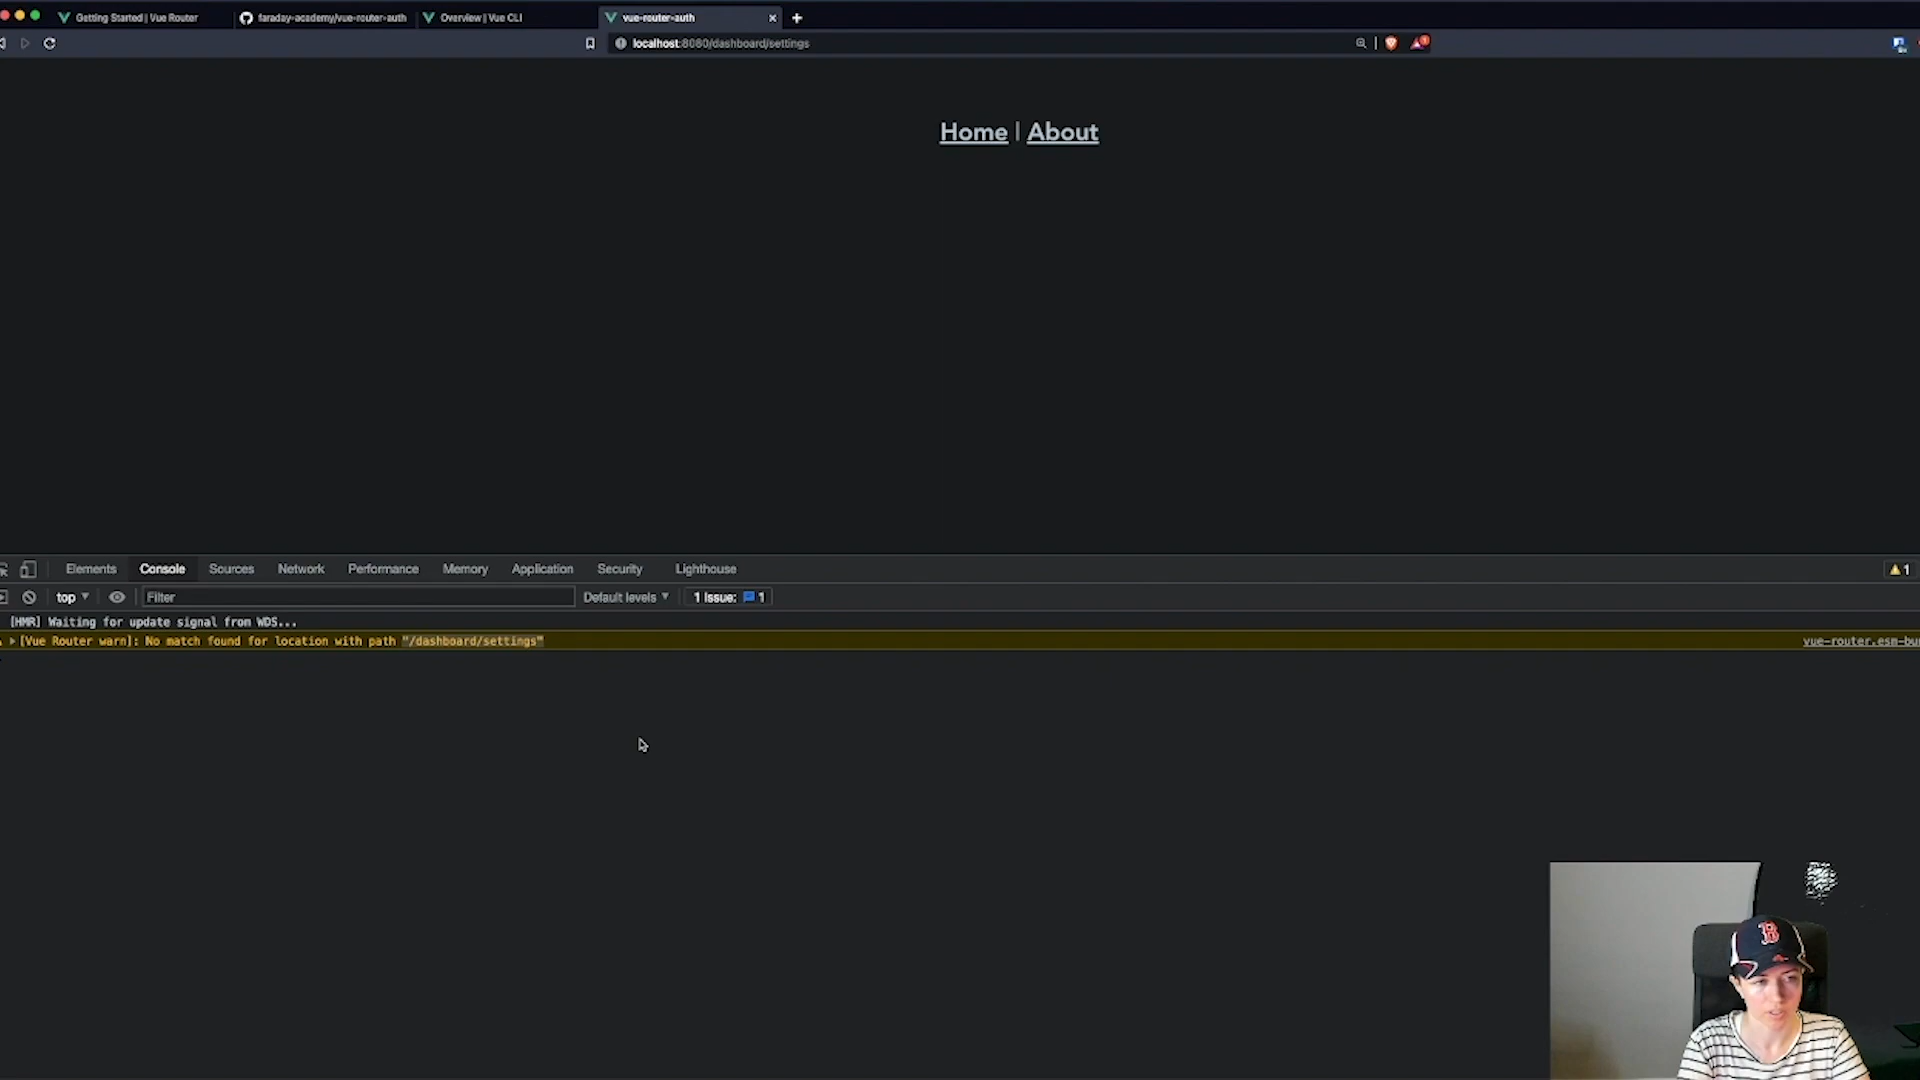 Getting Started | Vue Router
faraday-academy/vue-router-auth
Overview | Vue CLI
vue-router-auth
localhost:8080/dashboard/settings
1
Home | About
Elements
Console
Sources
Network
Performance
Memory
Application
Security
Lighthouse
1
top
Filter
Default levels
1 Issue: 1
[HMR] Waiting for update signal from WDS...
[Vue Router warn]: No match found for location with path "/dashboard/settings"
vue-router.esm-bu
B